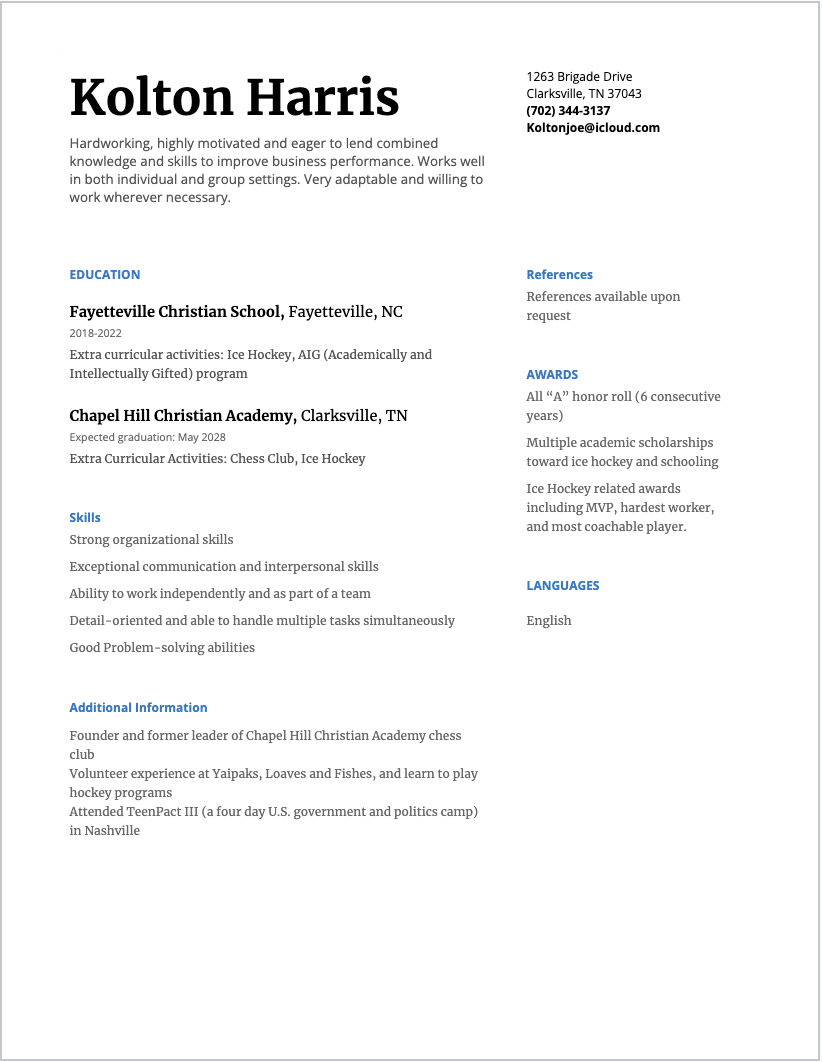 Kolton Harris
Hardworking, highly motivated and eager to lend combined
knowledge and skills to improve business performance. Works well
in both individual and group settings. Very adaptable and willing to
work wherever necessary.
1263 Brigade Drive
Clarksville, TN 37043
(702) 344-3137
Koltonjoe@icloud.com
EDUCATION
Fayetteville Christian School, Fayetteville, NC
2018-2022
Extra curricular activities: Ice Hockey, AIG (Academically and
Intellectually Gifted) program
Chapel Hill Christian Academy, Clarksville, TN
Expected graduation: May 2028
Extra Curricular Activities: Chess Club, Ice Hockey
Skills
Strong organizational skills
Exceptional communication and interpersonal skills
Ability to work independently and as part of a team
Detail-oriented and able to handle multiple tasks simultaneously
Good Problem-solving abilities
Additional Information
Founder and former leader of Chapel Hill Christian Academy chess
club
Volunteer experience at Yaipaks, Loaves and Fishes, and learn to play
hockey programs
Attended TeenPact III (a four day U.S. government and politics camp)
in Nashville
References
References available upon
request
AWARDS
All “A” honor roll (6 consecutive
years)
Multiple academic scholarships
toward ice hockey and schooling
Ice Hockey related awards
including MVP, hardest worker,
and most coachable player.
LANGUAGES
English